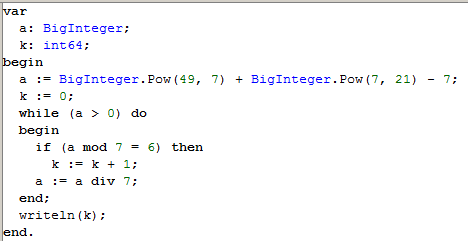 var
  a: BigInteger;
  k: int64;
begin
  a := BigInteger.Pow(49, 7) + BigInteger.Pow(7, 21) - 7;
  k := 0;
  while (a > 0) do
  begin
    if (a mod 7 = 6) then
      k := k + 1;
    a := a div 7;
  end;
  writeln(k);
end.